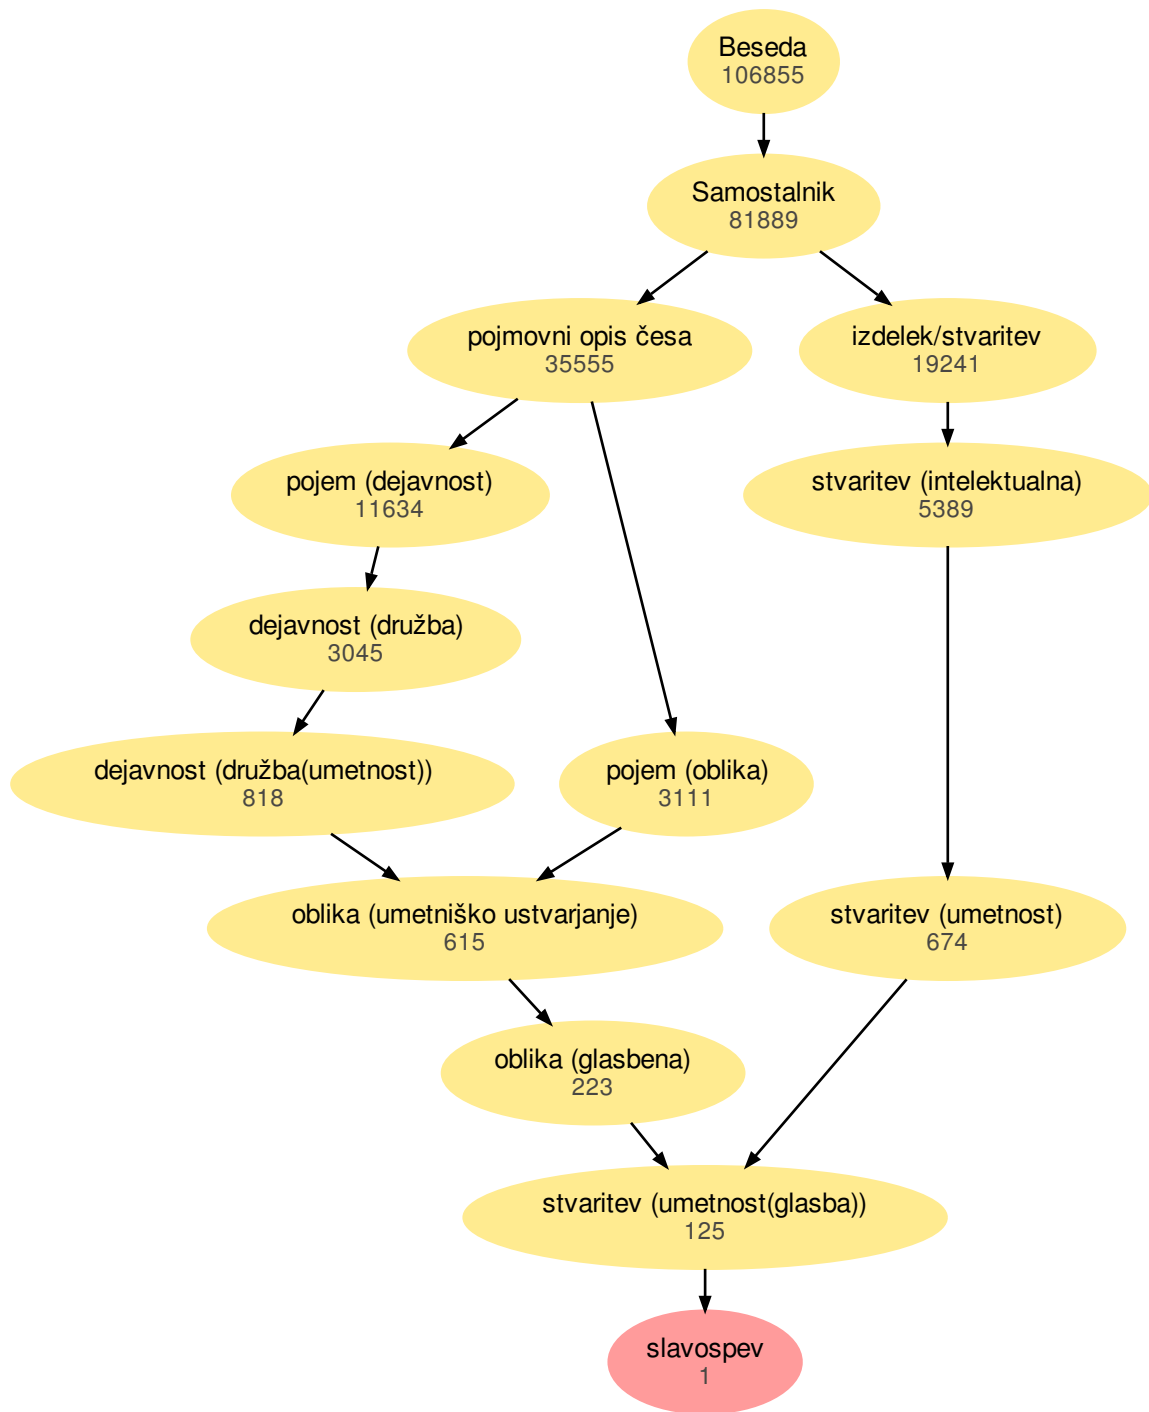 Beseda
106855
Samostalnik
81889
pojmovni opis česa
35555
izdelek/stvaritev
19241
pojem (dejavnost)
11634
stvaritev (intelektualna)
5389
dejavnost (družba)
3045
dejavnost (družba(umetnost))
818
pojem (oblika)
3111
oblika (umetniško ustvarjanje)
615
stvaritev (umetnost)
674
oblika (glasbena)
223
stvaritev (umetnost(glasba))
125
slavospev
1